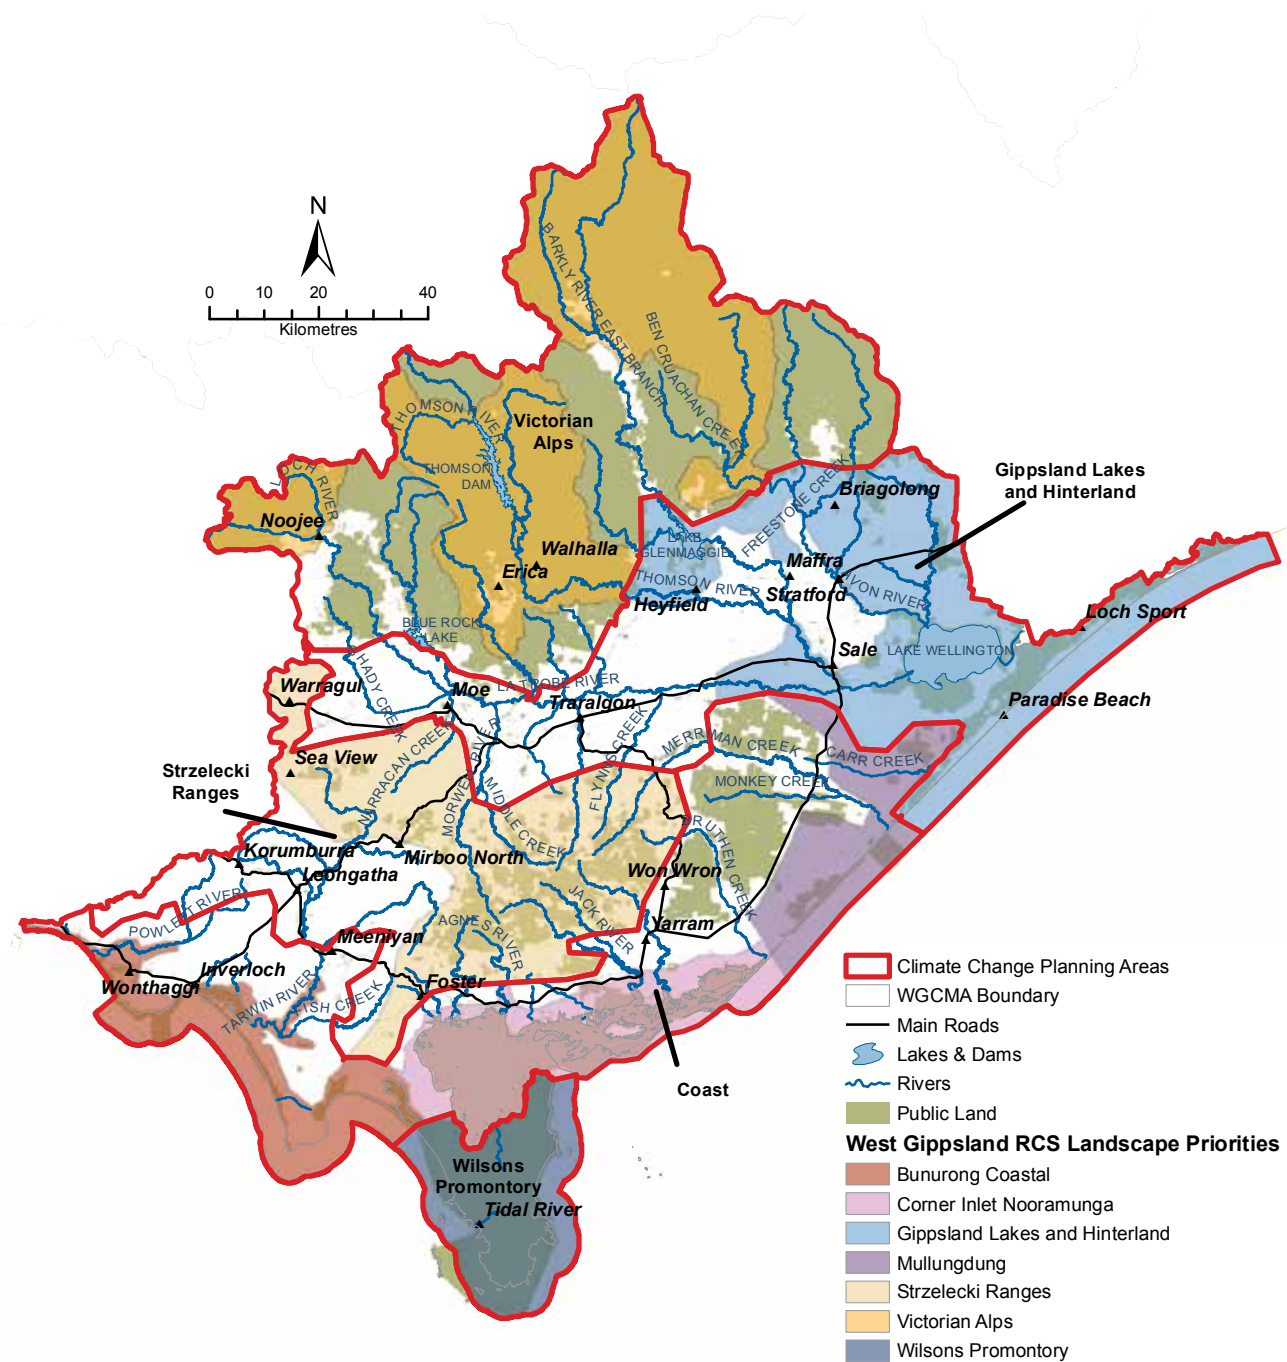 N
0 10 20 40
Kilometres
BARKLY RIVER EAST BRANCH
BEN CRUACHAN CREEK
THOMSON RIVER
Victorian
Alps
THOMSON
DAM
LOCH RIVER
Noojee
Walhalla
Erica
BLUE ROCK
LAKE
Gippsland Lakes
and Hinterland
Briagolong
FREESTONE CREEK
LAKE
GLENMAGGIE
Maffra
THOMSON RIVER
Stratford
AVON RIVER
Heyfield
Loch Sport
Sale
LAKE WELLINGTON
Paradise Beach
SHADY CREEK
Warragul
Moe
LATROBE RIVER
Traralgon
Sea View
NARRACAN CREEK
MORWELL RIVER
MIDDLE CREEK
FLYNNS CREEK
MERRIMAN CREEK
CARR CREEK
MONKEY CREEK
BRUTHEN CREEK
Strzelecki
Ranges
Korumburra
Mirboo North
Leongatha
Won Wron
POWLETT RIVER
AGNES RIVER
JACK RIVER
Yarram
Meeniyan
Inverloch
Wonthaggi
TARWIN RIVER
FISH CREEK
Foster
Coast
Wilsons
Promontory
Tidal River
Climate Change Planning Areas
WGCMA Boundary
Main Roads
Lakes & Dams
Rivers
Public Land
West Gippsland RCS Landscape Priorities
Bunurong Coastal
Corner Inlet Nooramunga
Gippsland Lakes and Hinterland
Mullungdung
Strzelecki Ranges
Victorian Alps
Wilsons Promontory